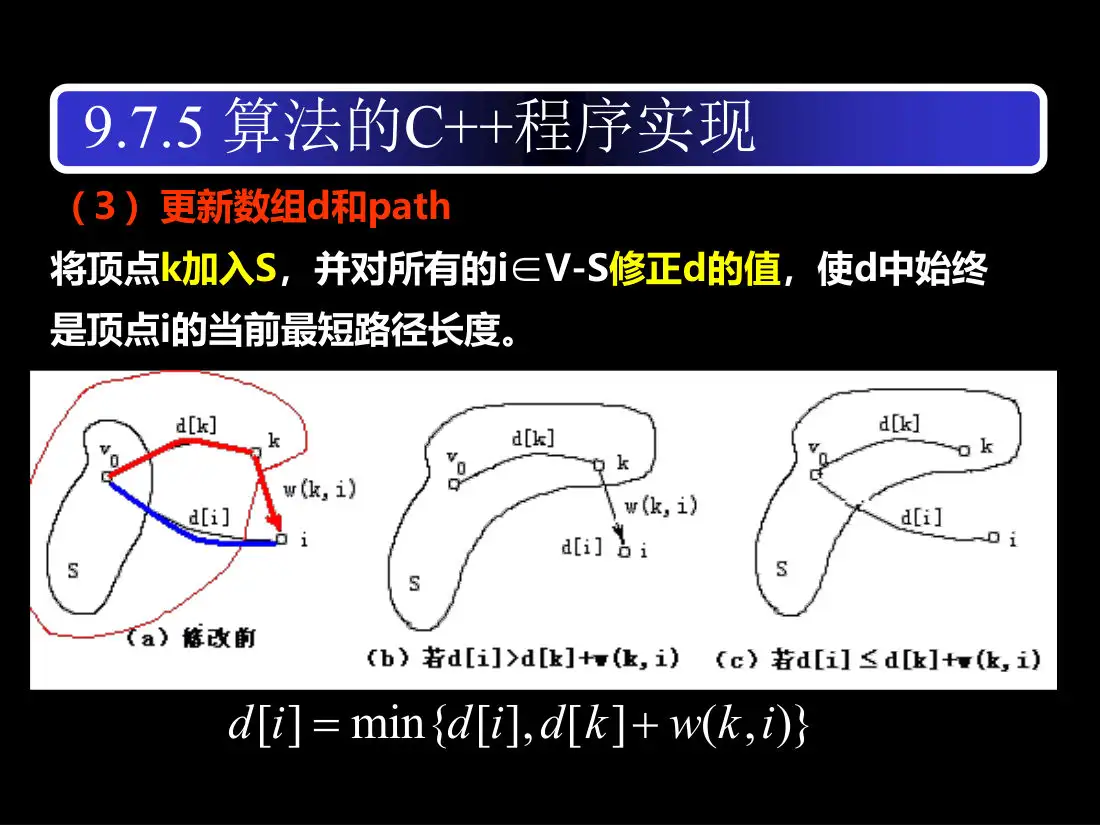 9.7.5 算法的C++程序实现
（3） 更新数组d和path
将顶点k加入S，并对所有的i∈V-S修正d的值，使d中始终
是顶点i的当前最短路径长度。
d[k]
v0
k
w(k,i)
d[i]
i
S
(a) 修改前
d[k]
v0
k
w(k,i)
d[i]
i
S
(b) 若d[i]>d[k]+w(k,i)
d[k]
v0
k
d[i]
i
S
(c) 若d[i]≤d[k]+w(k,i)
d[i]=min{d[i],d[k]+w(k,i)}